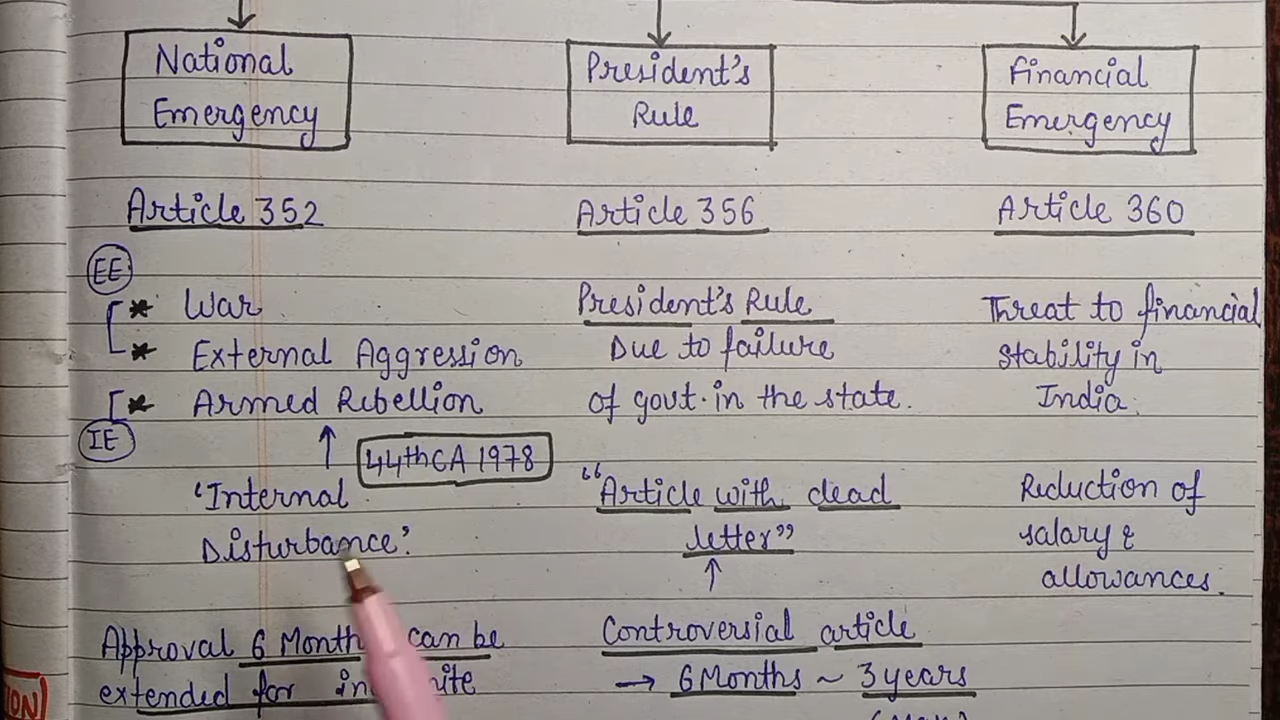 National
Emergency
Article 352
EE
* War
* External Aggression
* Armed Rebellion
IE
44th CA 1978
'Internal
Disturbance'
Approval 6 Month can be
extended for
President's
Rule
Article 356
President's Rule
Due to failure
of govt. in the state.
"Article with dead
letter"
Controversial article
→ 6 Months ~ 3 years
Financial
Emergency
Article 360
Threat to financial
stability in
India.
Reduction of
salary &
allowances.